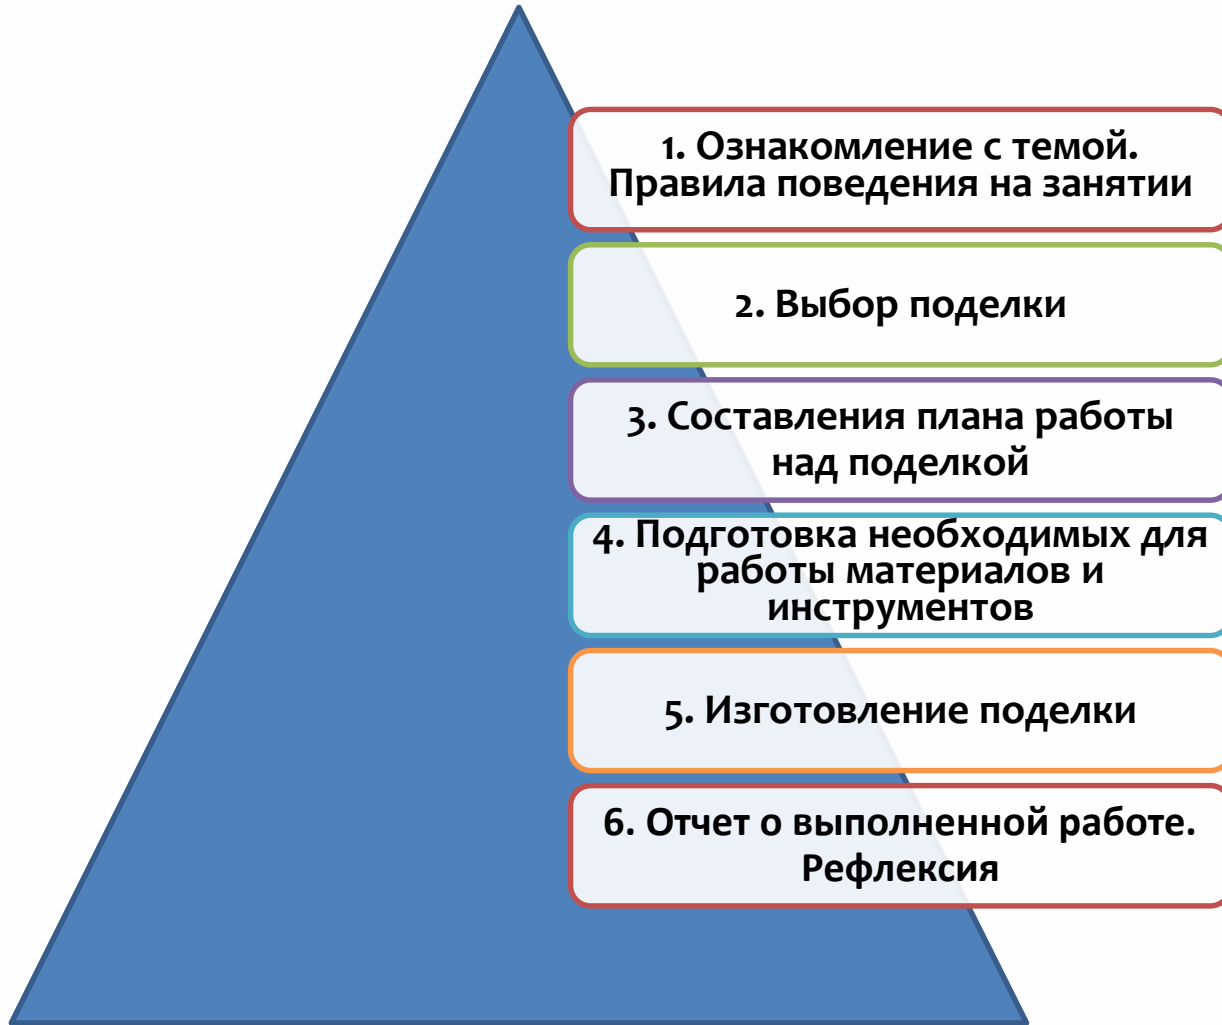 1. Ознакомление с темой.
Правила поведения на занятии
2. Выбор поделки
3. Составления плана работы
над поделкой
4. Подготовка необходимых для
работы материалов и
инструментов
5. Изготовление поделки
6. Отчет о выполненной работе.
Рефлексия